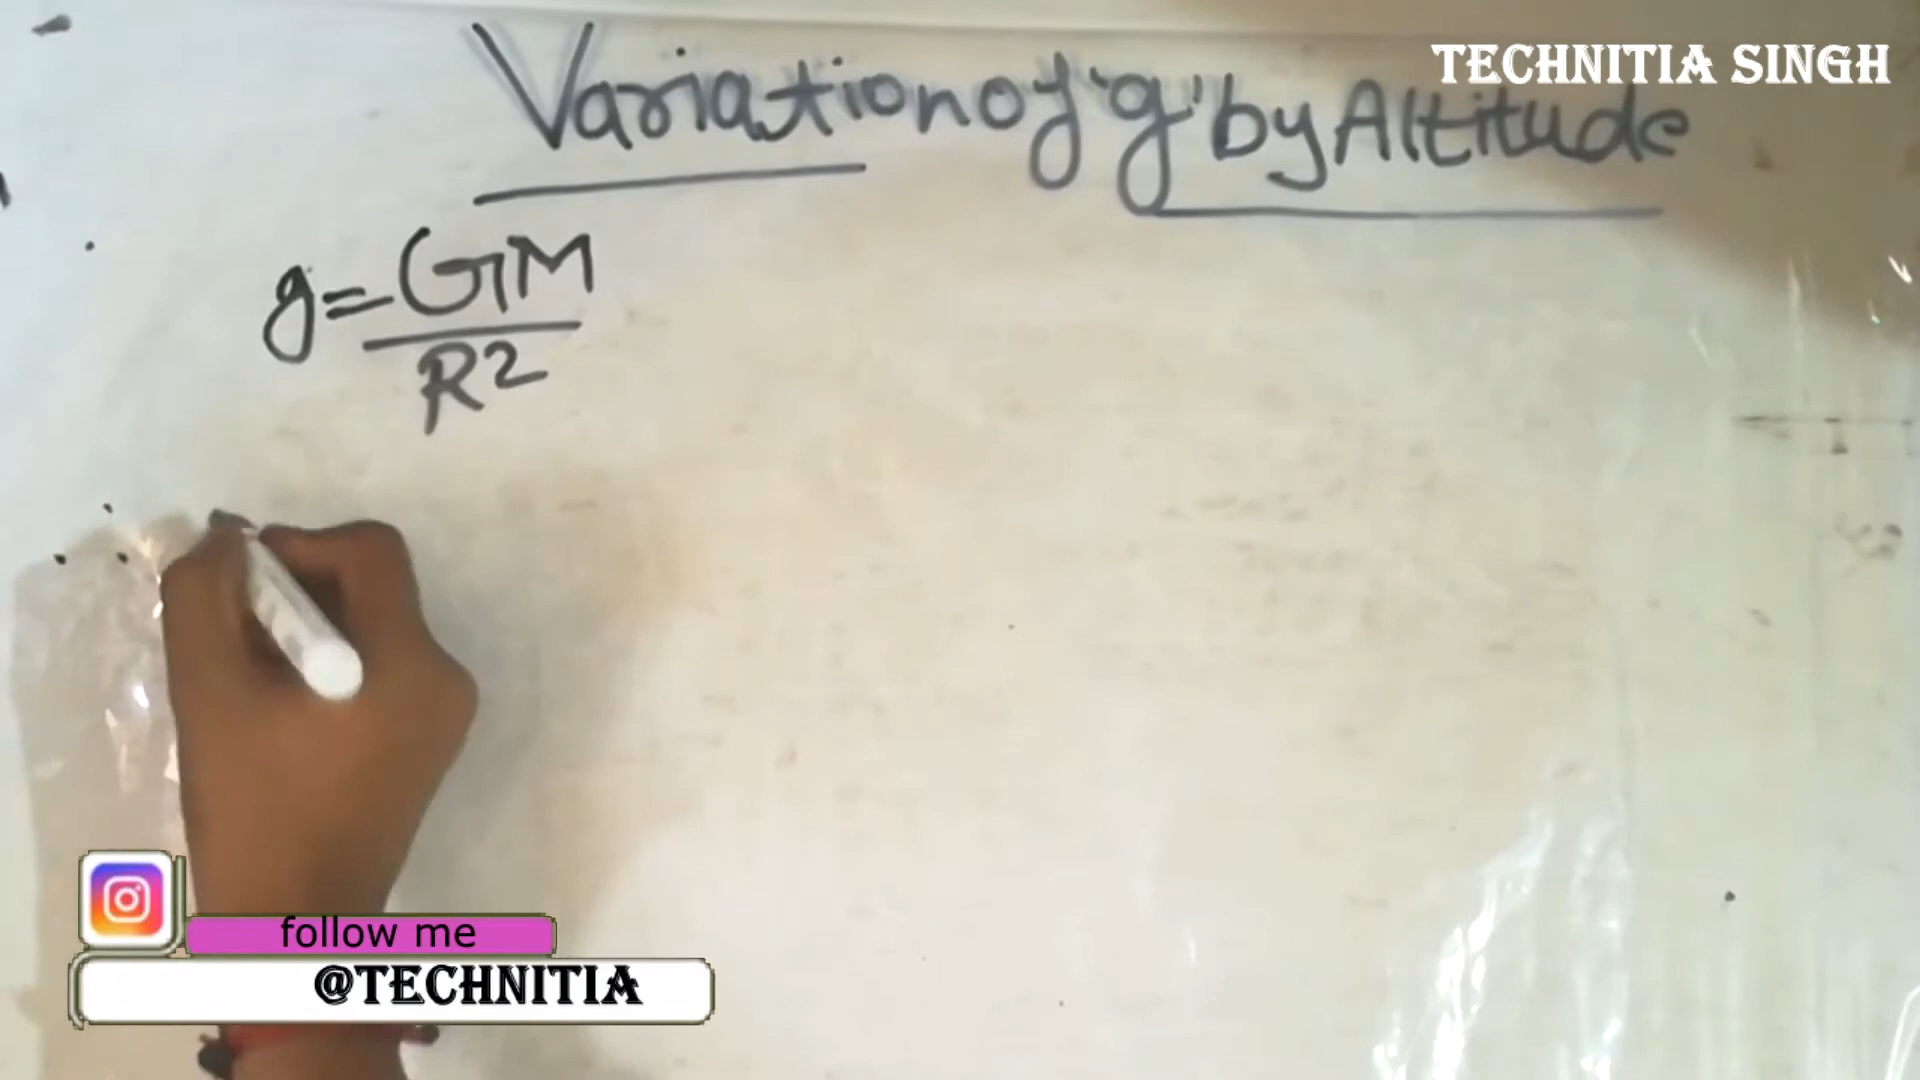 TECHNITIA SINGH
Variation of 'g' by Altitude
g = GM
R2
follow me
@TECHNITIA